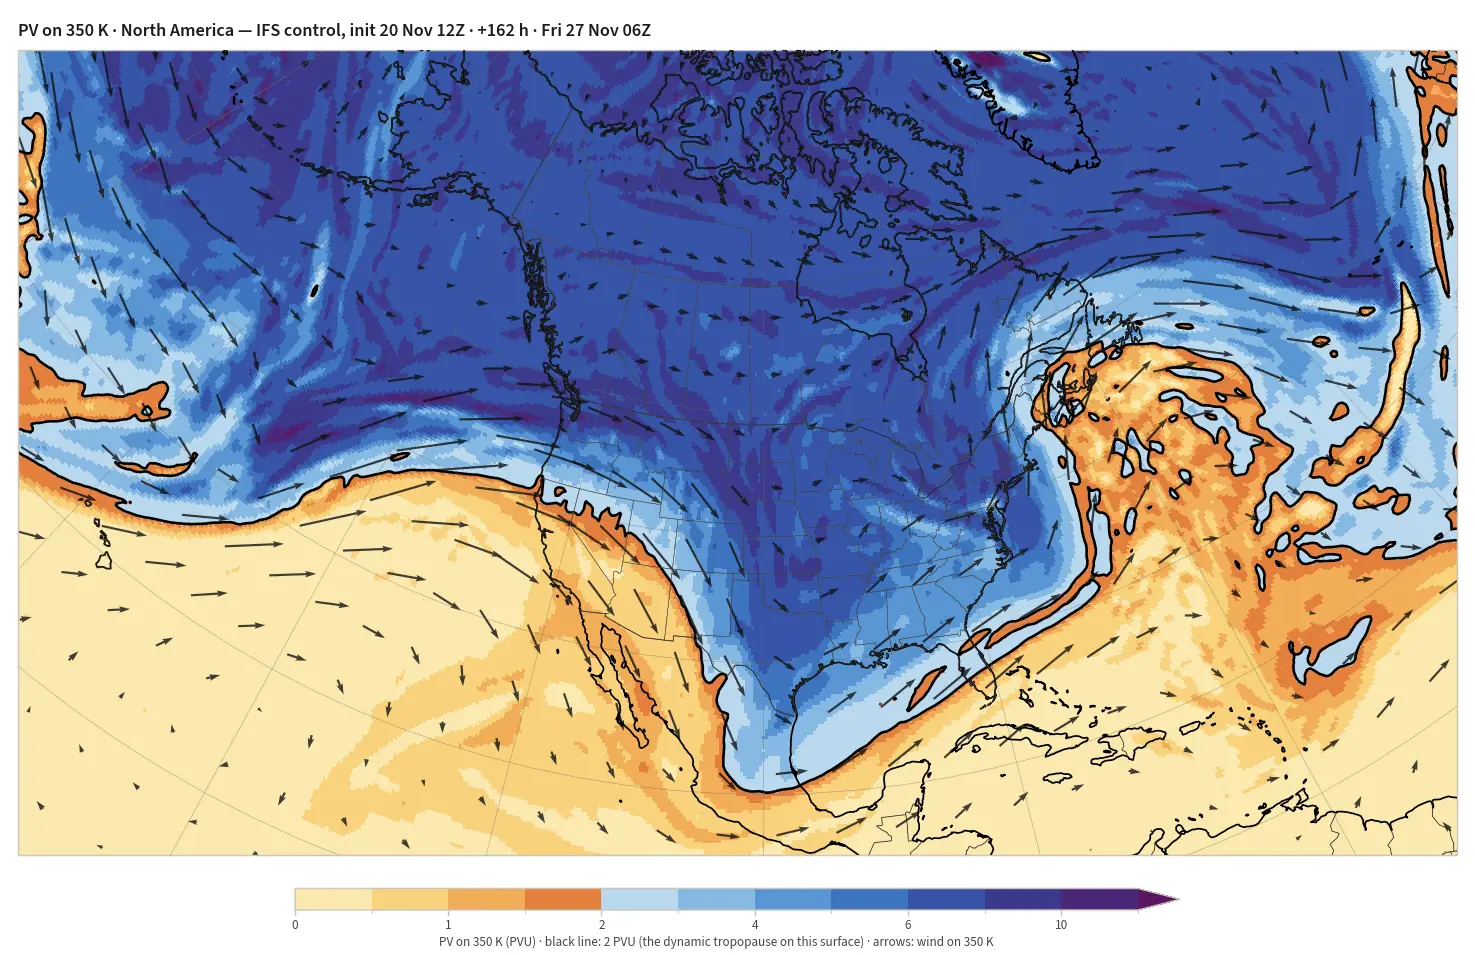 PV on 350 K · North America — IFS control, init 20 Nov 12Z · +162 h · Fri 27 Nov 06Z
0 1 2 4 6 10
PV on 350 K (PVU) · black line: 2 PVU (the dynamic tropopause on this surface) · arrows: wind on 350 K